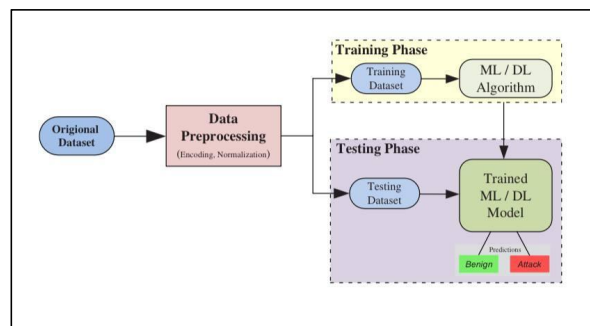 Origional
Dataset
Data
Preprocessing
(Encoding, Normalization)
Training Phase
Training
Dataset
ML / DL
Algorithm
Testing Phase
Testing
Dataset
Trained
ML / DL
Model
Predictions
Benign
Attack